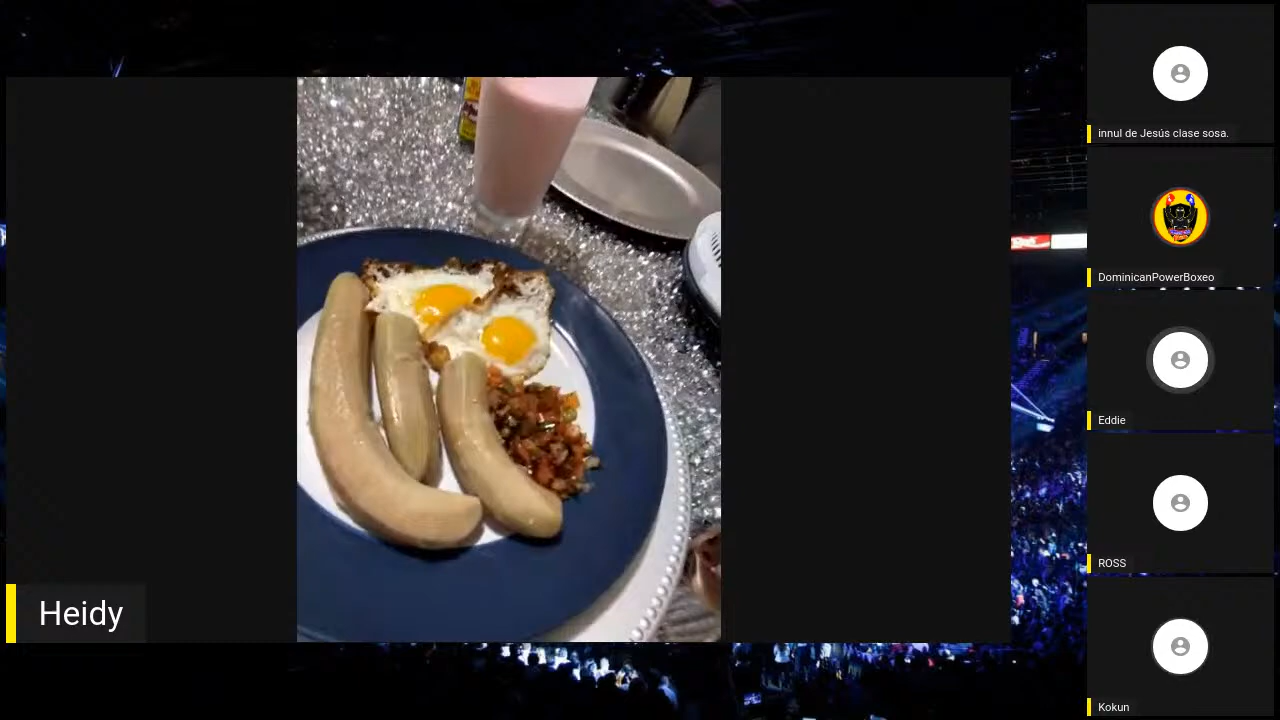 innul de Jesús clase sosa.
DominicanPowerBoxeo
Eddie
ROSS
Kokun
Heidy